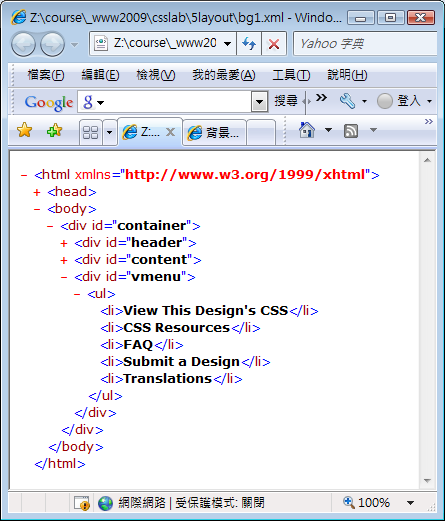 Z:\course\_www2009\csslab\5layout\bg1.xml - Windo...
Z:\course\_www20
Yahoo 字典
檔案(F) 編輯(E) 檢視(V) 我的最愛(A) 工具(T) 說明(H)
Google g 搜尋 登入
Z:... 背景...
- <html xmlns="http://www.w3.org/1999/xhtml">
+ <head>
- <body>
- <div id="container">
+ <div id="header">
+ <div id="content">
- <div id="vmenu">
- <ul>
<li>View This Design's CSS</li>
<li>CSS Resources</li>
<li>FAQ</li>
<li>Submit a Design</li>
<li>Translations</li>
</ul>
</div>
</div>
</body>
</html>
網際網路 | 受保護模式: 關閉 100%